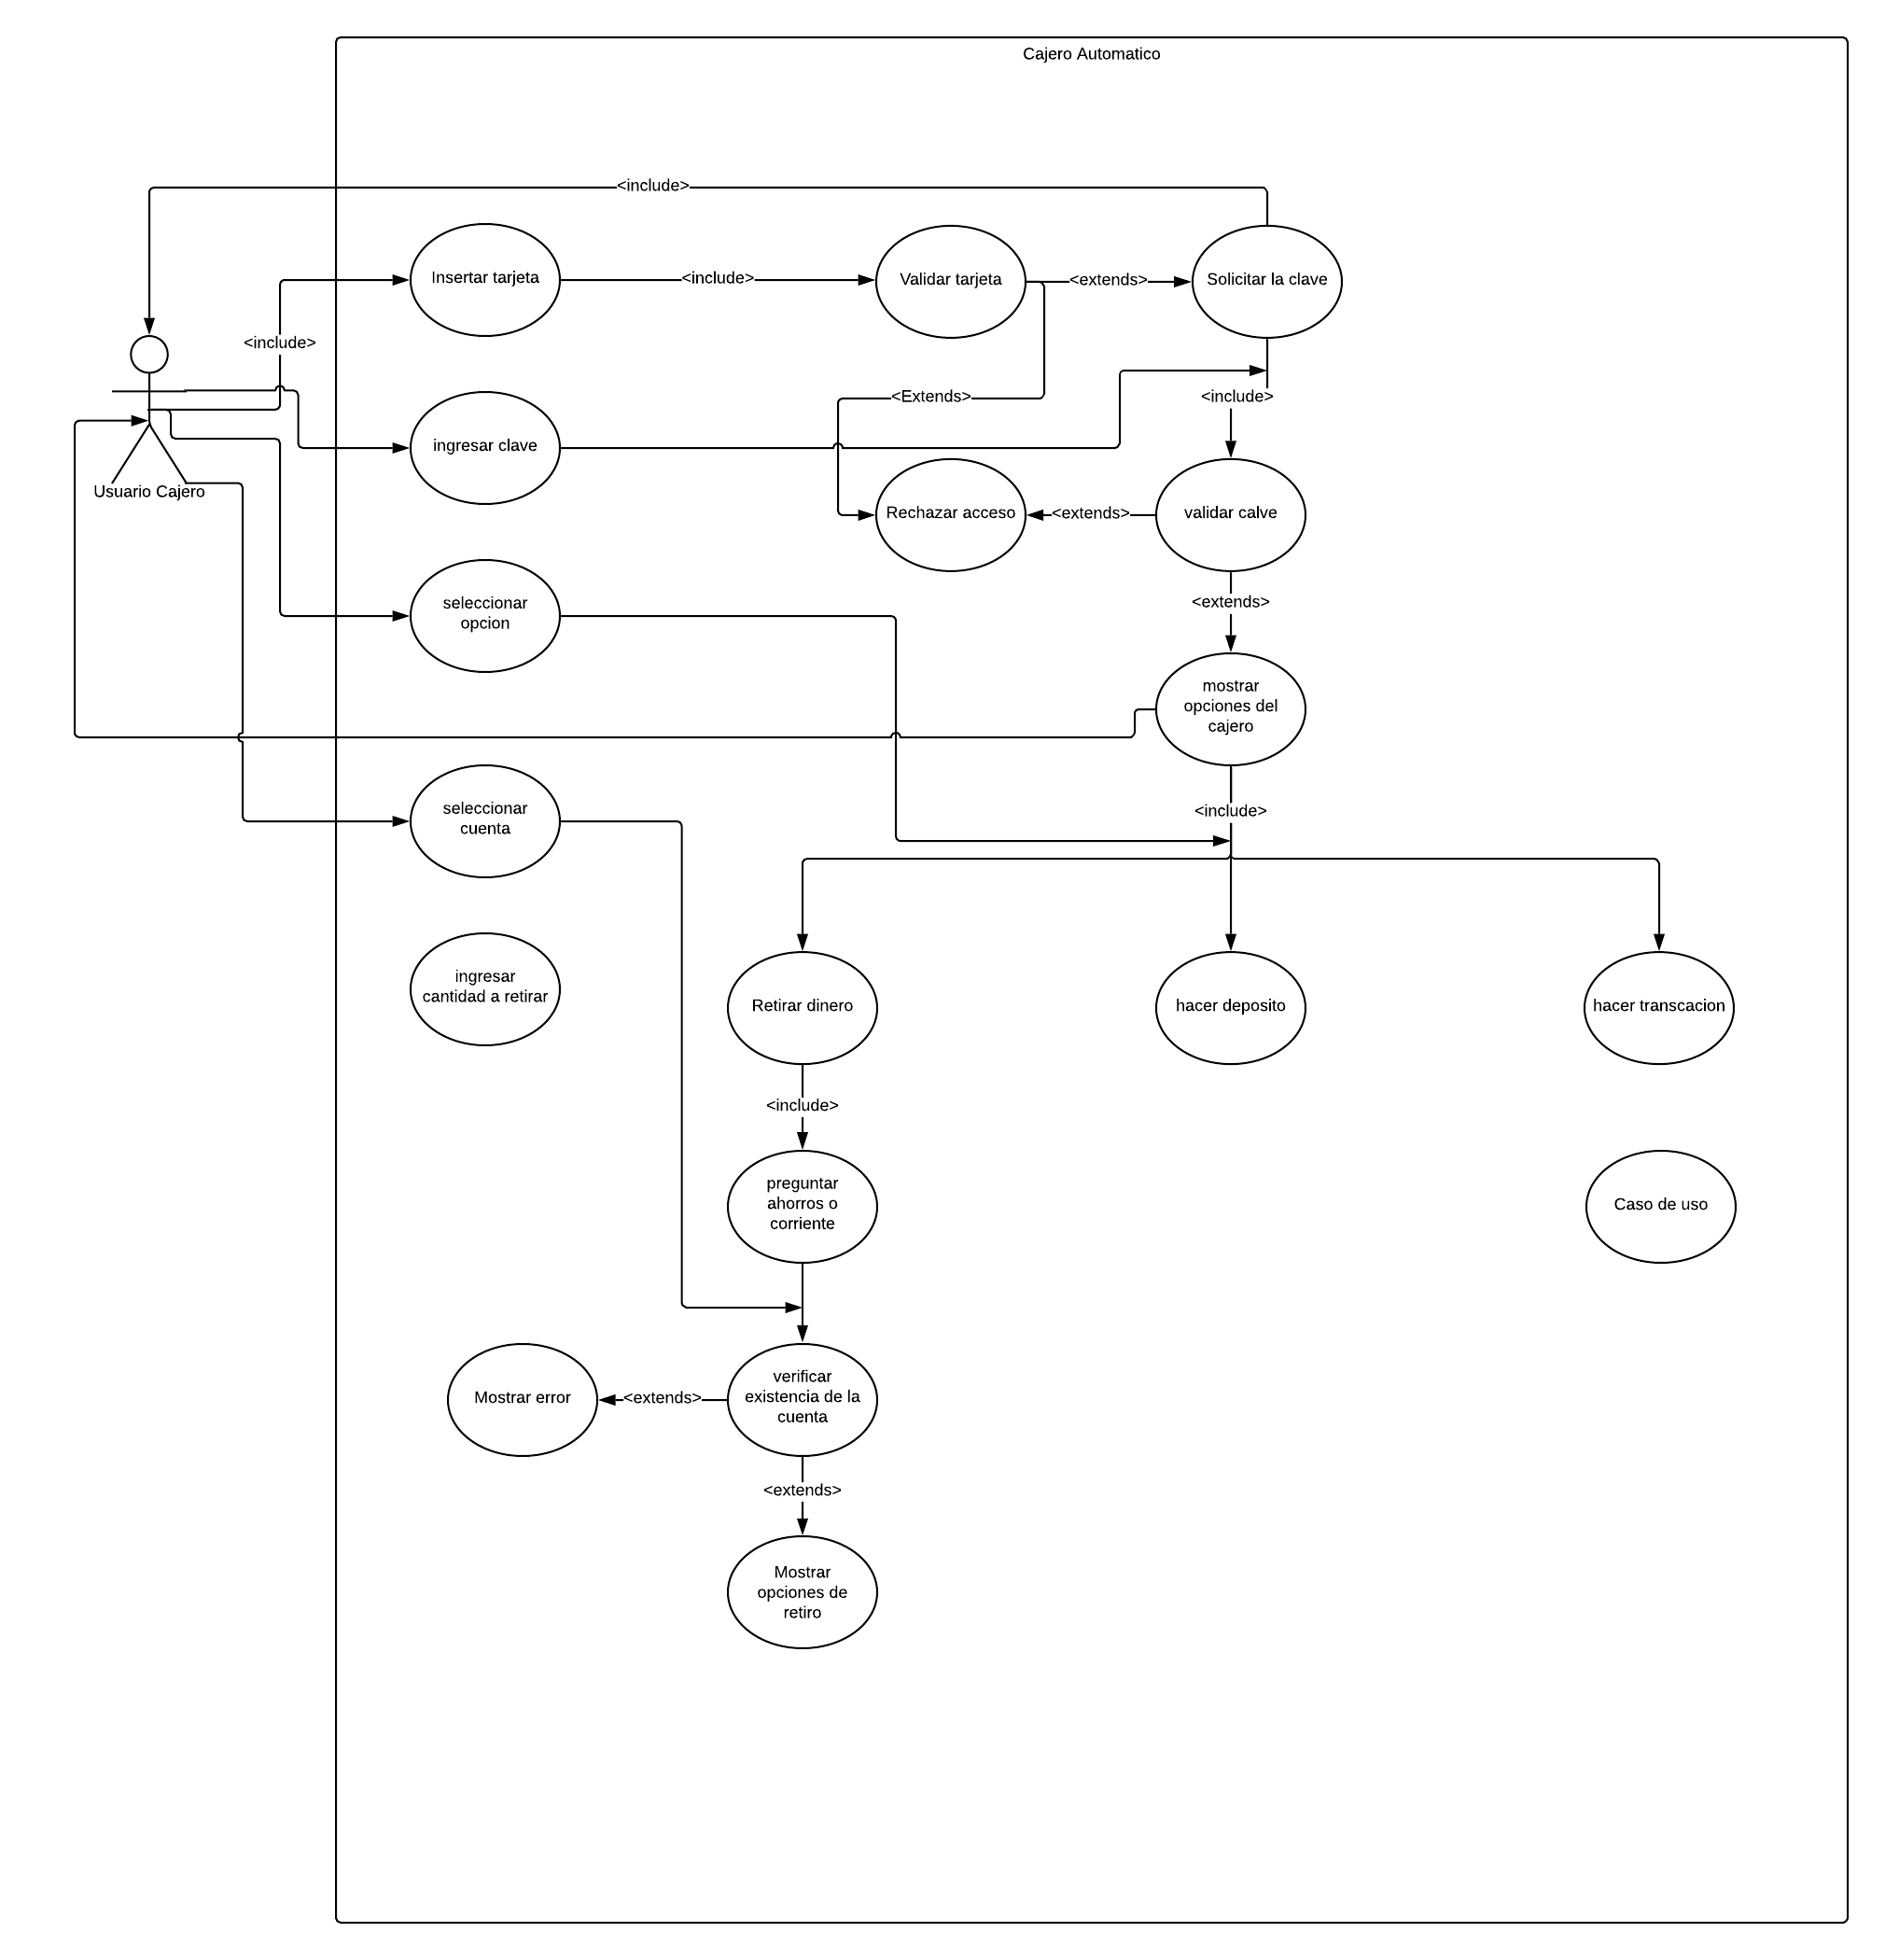 Cajero Automatico
<include>
Insertar tarjeta
<include>
Validar tarjeta
<extends>
Solicitar la clave
<include>
<Extends>
<include>
ingresar clave
Usuario Cajero
Rechazar acceso
<extends>
validar calve
seleccionar
opcion
<extends>
mostrar
opciones del
cajero
seleccionar
cuenta
<include>
ingresar
cantidad a retirar
Retirar dinero
hacer deposito
hacer transcacion
<include>
preguntar
ahorros o
corriente
Caso de uso
Mostrar error
<extends>
verificar
existencia de la
cuenta
<extends>
Mostrar
opciones de
retiro